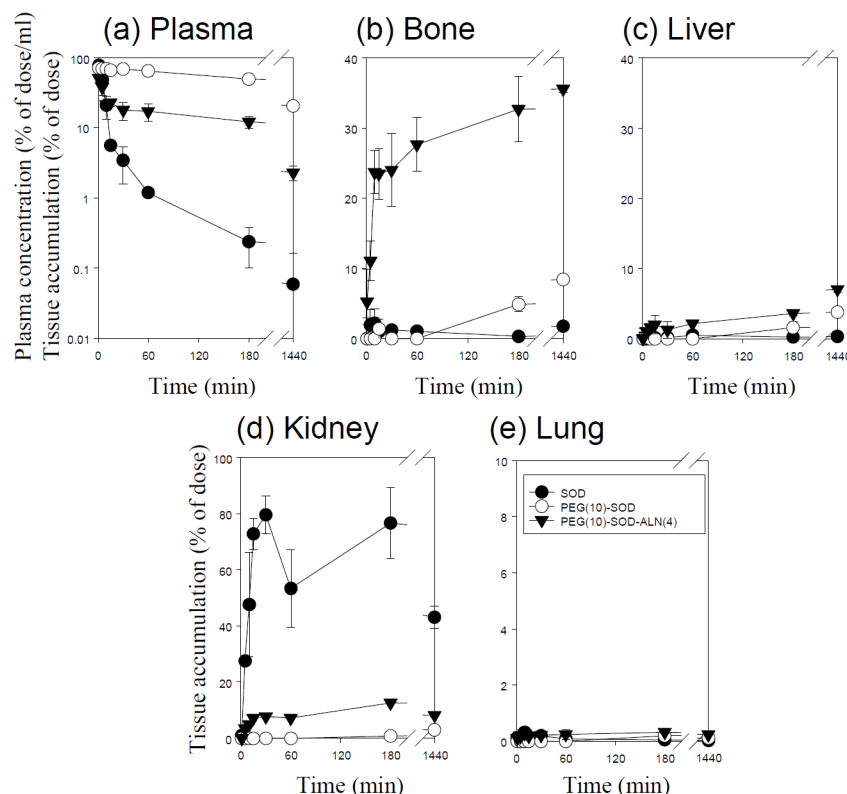 (a) Plasma
(b) Bone
(c) Liver
Plasma concentration (% of dose/ml)
Tissue accumulation (% of dose)
100
10
1
0.1
0.01
0 60 120 180 1440
Time (min)
40
30
20
10
0
0 60 120 180 1440
Time (min)
40
30
20
10
0
0 60 120 180 1440
Time (min)
(d) Kidney
(e) Lung
Tissue accumulation (% of dose)
100
80
60
40
20
0
0 60 120 180 1440
Time (min)
10
8
6
4
2
0
0 60 120 180 1440
Time (min)
SOD
PEG(10)-SOD
PEG(10)-SOD-ALN(4)